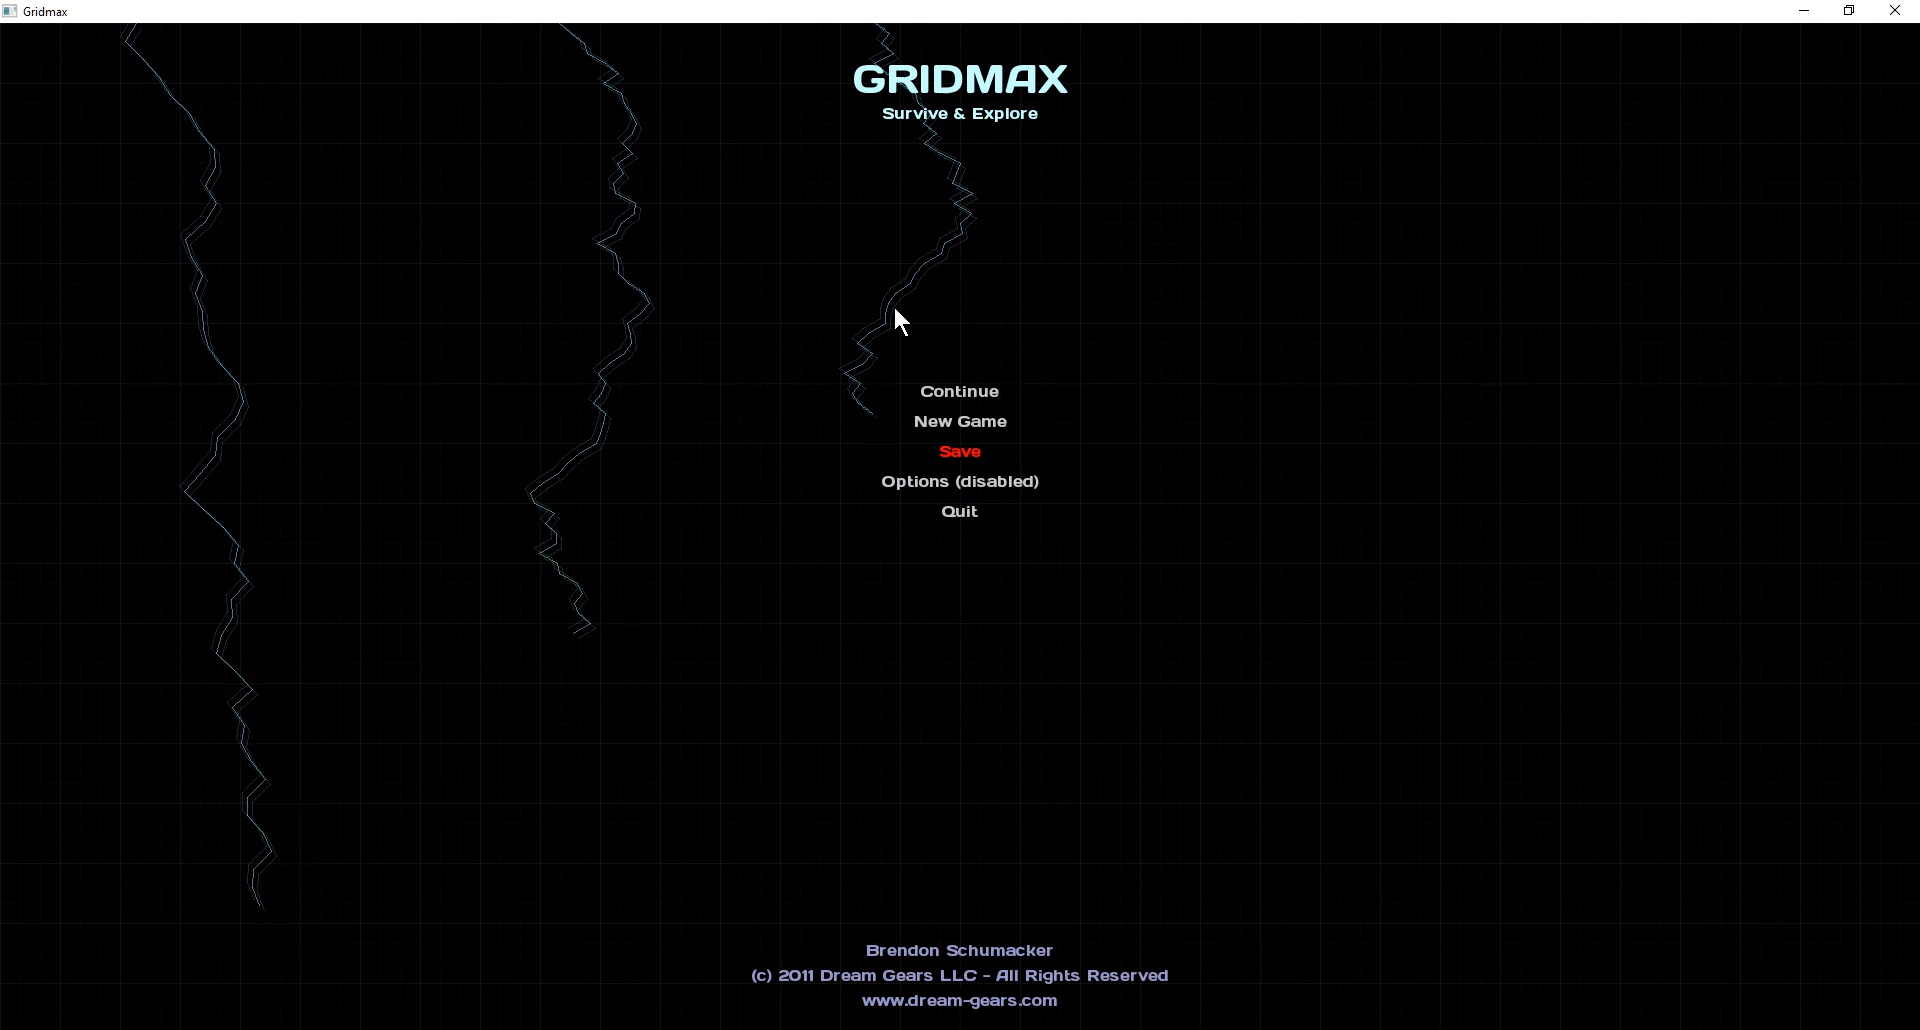 Gridmax
GRIDMAX
Survive & Explore
Continue
New Game
Save
Options (disabled)
Quit
Brendon Schumacker
(c) 2011 Dream Gears LLC - All Rights Reserved
www.dream-gears.com